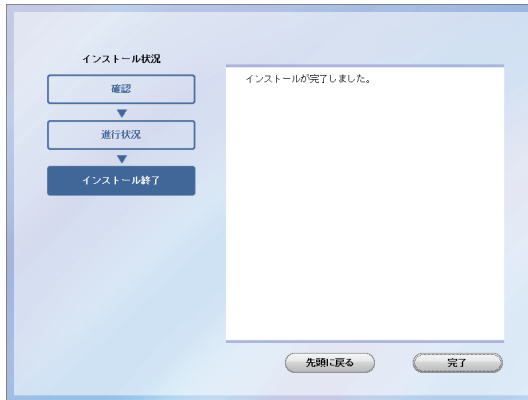 インストール状況
確認
進行状況
インストール終了
インストールが完了しました。
先頭に戻る
完了